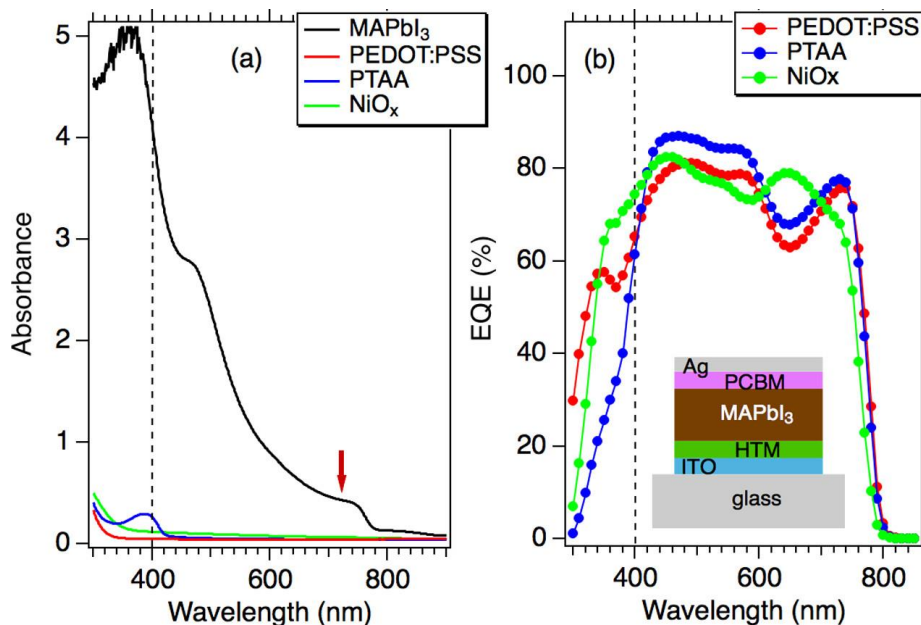 (a)
MAPbI₃
PEDOT:PSS
PTAA
NiOₓ
5
4
3
2
1
0
Absorbance
400
600
800
Wavelength (nm)
(b)
PEDOT:PSS
PTAA
NiOx
100
80
60
40
20
0
EQE (%)
Ag
PCBM
MAPbI₃
HTM
ITO
glass
400
600
800
Wavelength (nm)